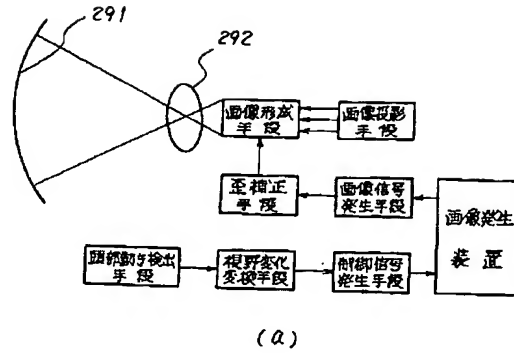 291
292
画像形成
手段
画像投影
手段
歪補正
手段
画像信号
発生手段
画像発生
装置
頭部動き検出
手段
視野変化
変換手段
制御信号
発生手段
(a)